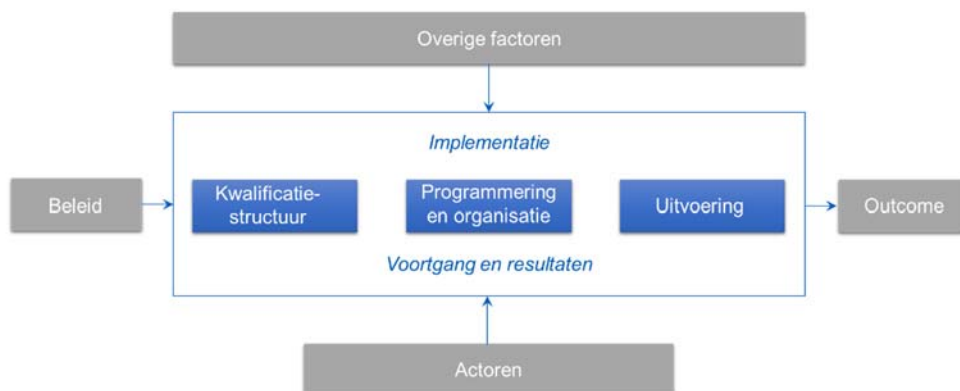 Overige factoren
Implementatie
Beleid
Kwalificatie-
structuur
Programmering
en organisatie
Uitvoering
Outcome
Voortgang en resultaten
Actoren